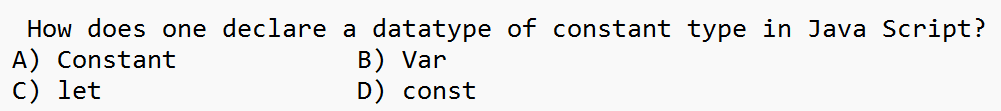 How does one declare a datatype of constant type in Java Script?
A) Constant B) Var
C) let D) const